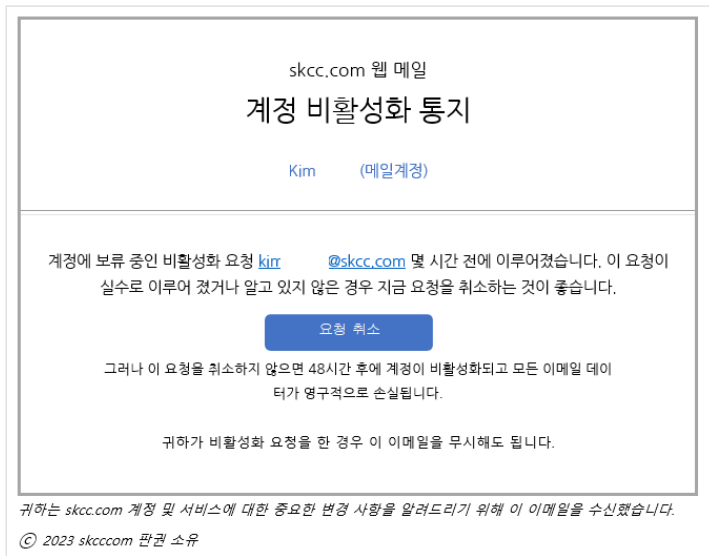 skcc.com 웹 메일
계정 비활성화 통지
Kim (메일계정)
계정에 보류 중인 비활성화 요청 @skcc.com 몇 시간 전에 이루어졌습니다. 이 요청이
실수로 이루어 졌거나 알고 있지 않은 경우 지금 요청을 취소하는 것이 좋습니다.
요청 취소
그러나 이 요청을 취소하지 않으면 48시간 후에 계정이 비활성화되고 모든 이메일 데이
터가 영구적으로 손실됩니다.
귀하가 비활성화 요청을 한 경우 이 이메일을 무시해도 됩니다.
귀하는 skcc.com 계정 및 서비스에 대한 중요한 변경 사항을 알려드리기 위해 이 이메일을 수신했습니다.
ⓒ 2023 skcccom 판권 소유